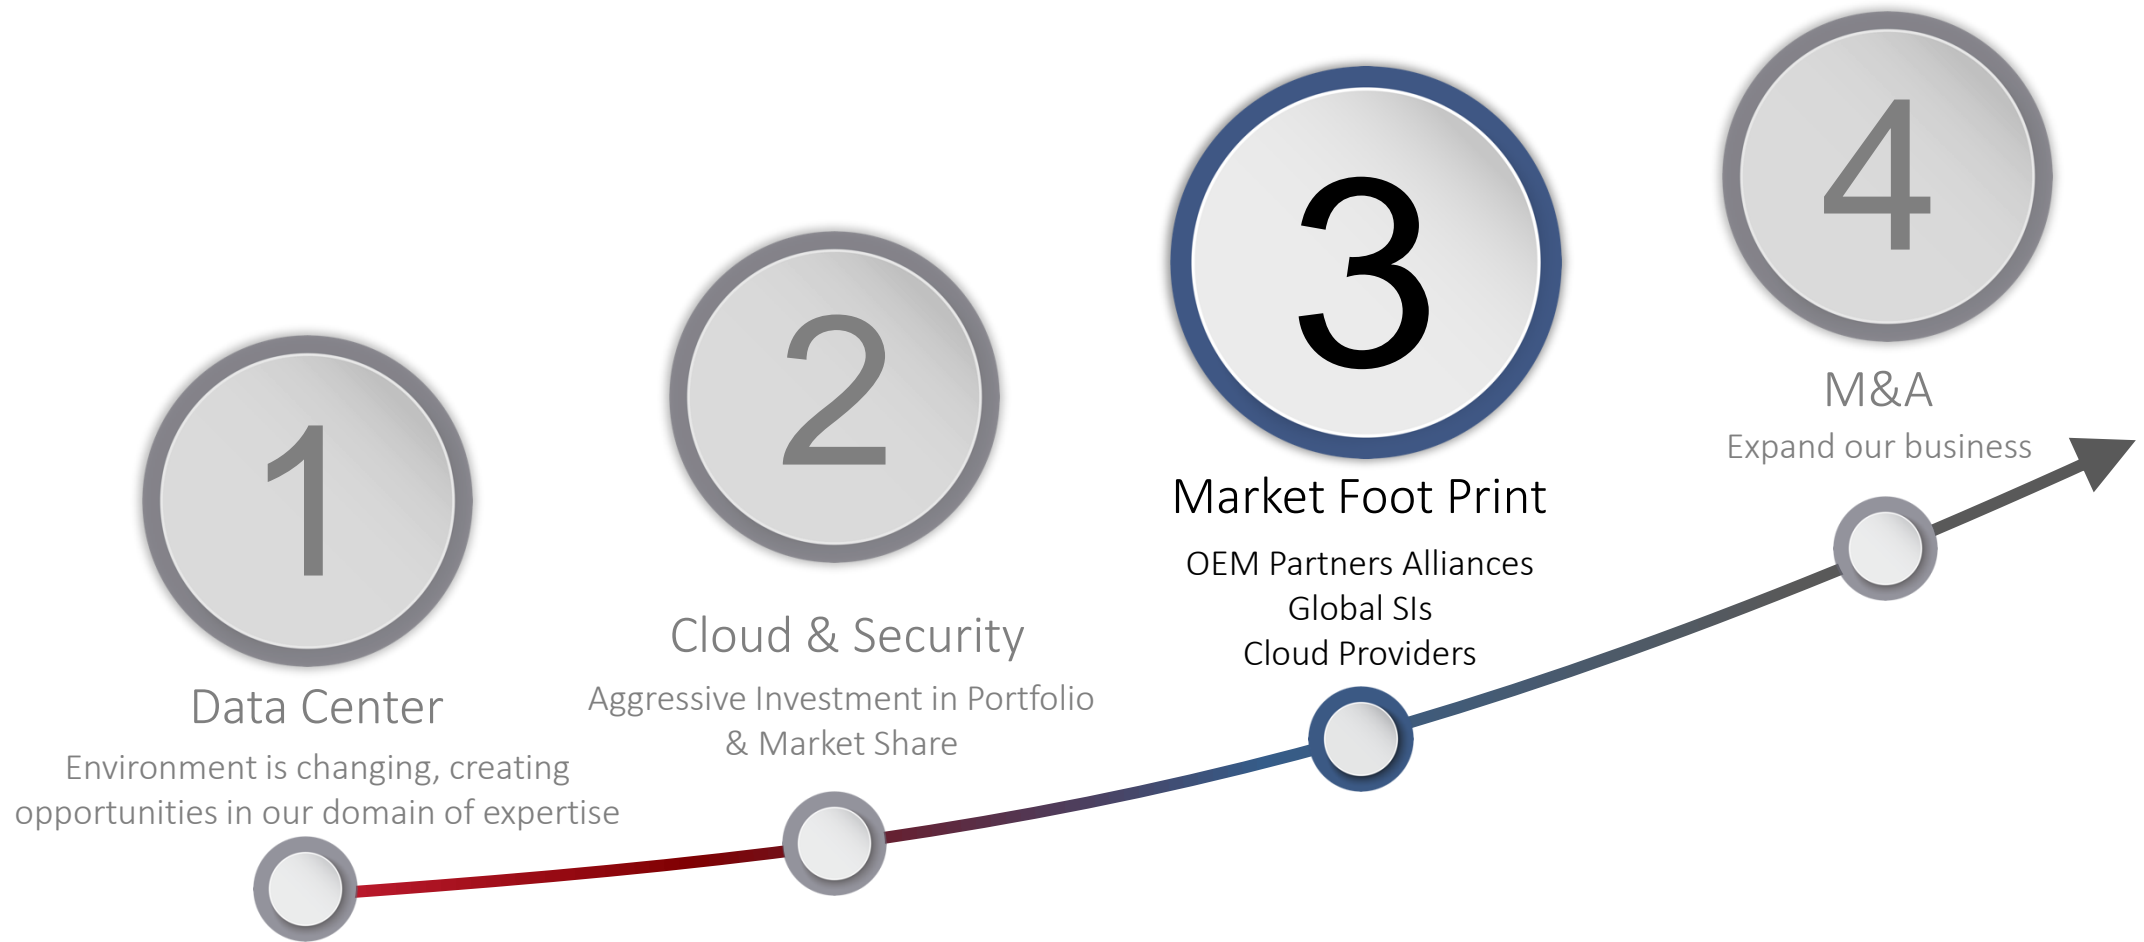 1
Data Center
Environment is changing, creating
opportunities in our domain of expertise
2
Cloud & Security
Aggressive Investment in Portfolio
& Market Share
3
Market Foot Print
OEM Partners Alliances
Global SIs
Cloud Providers
4
M&A
Expand our business